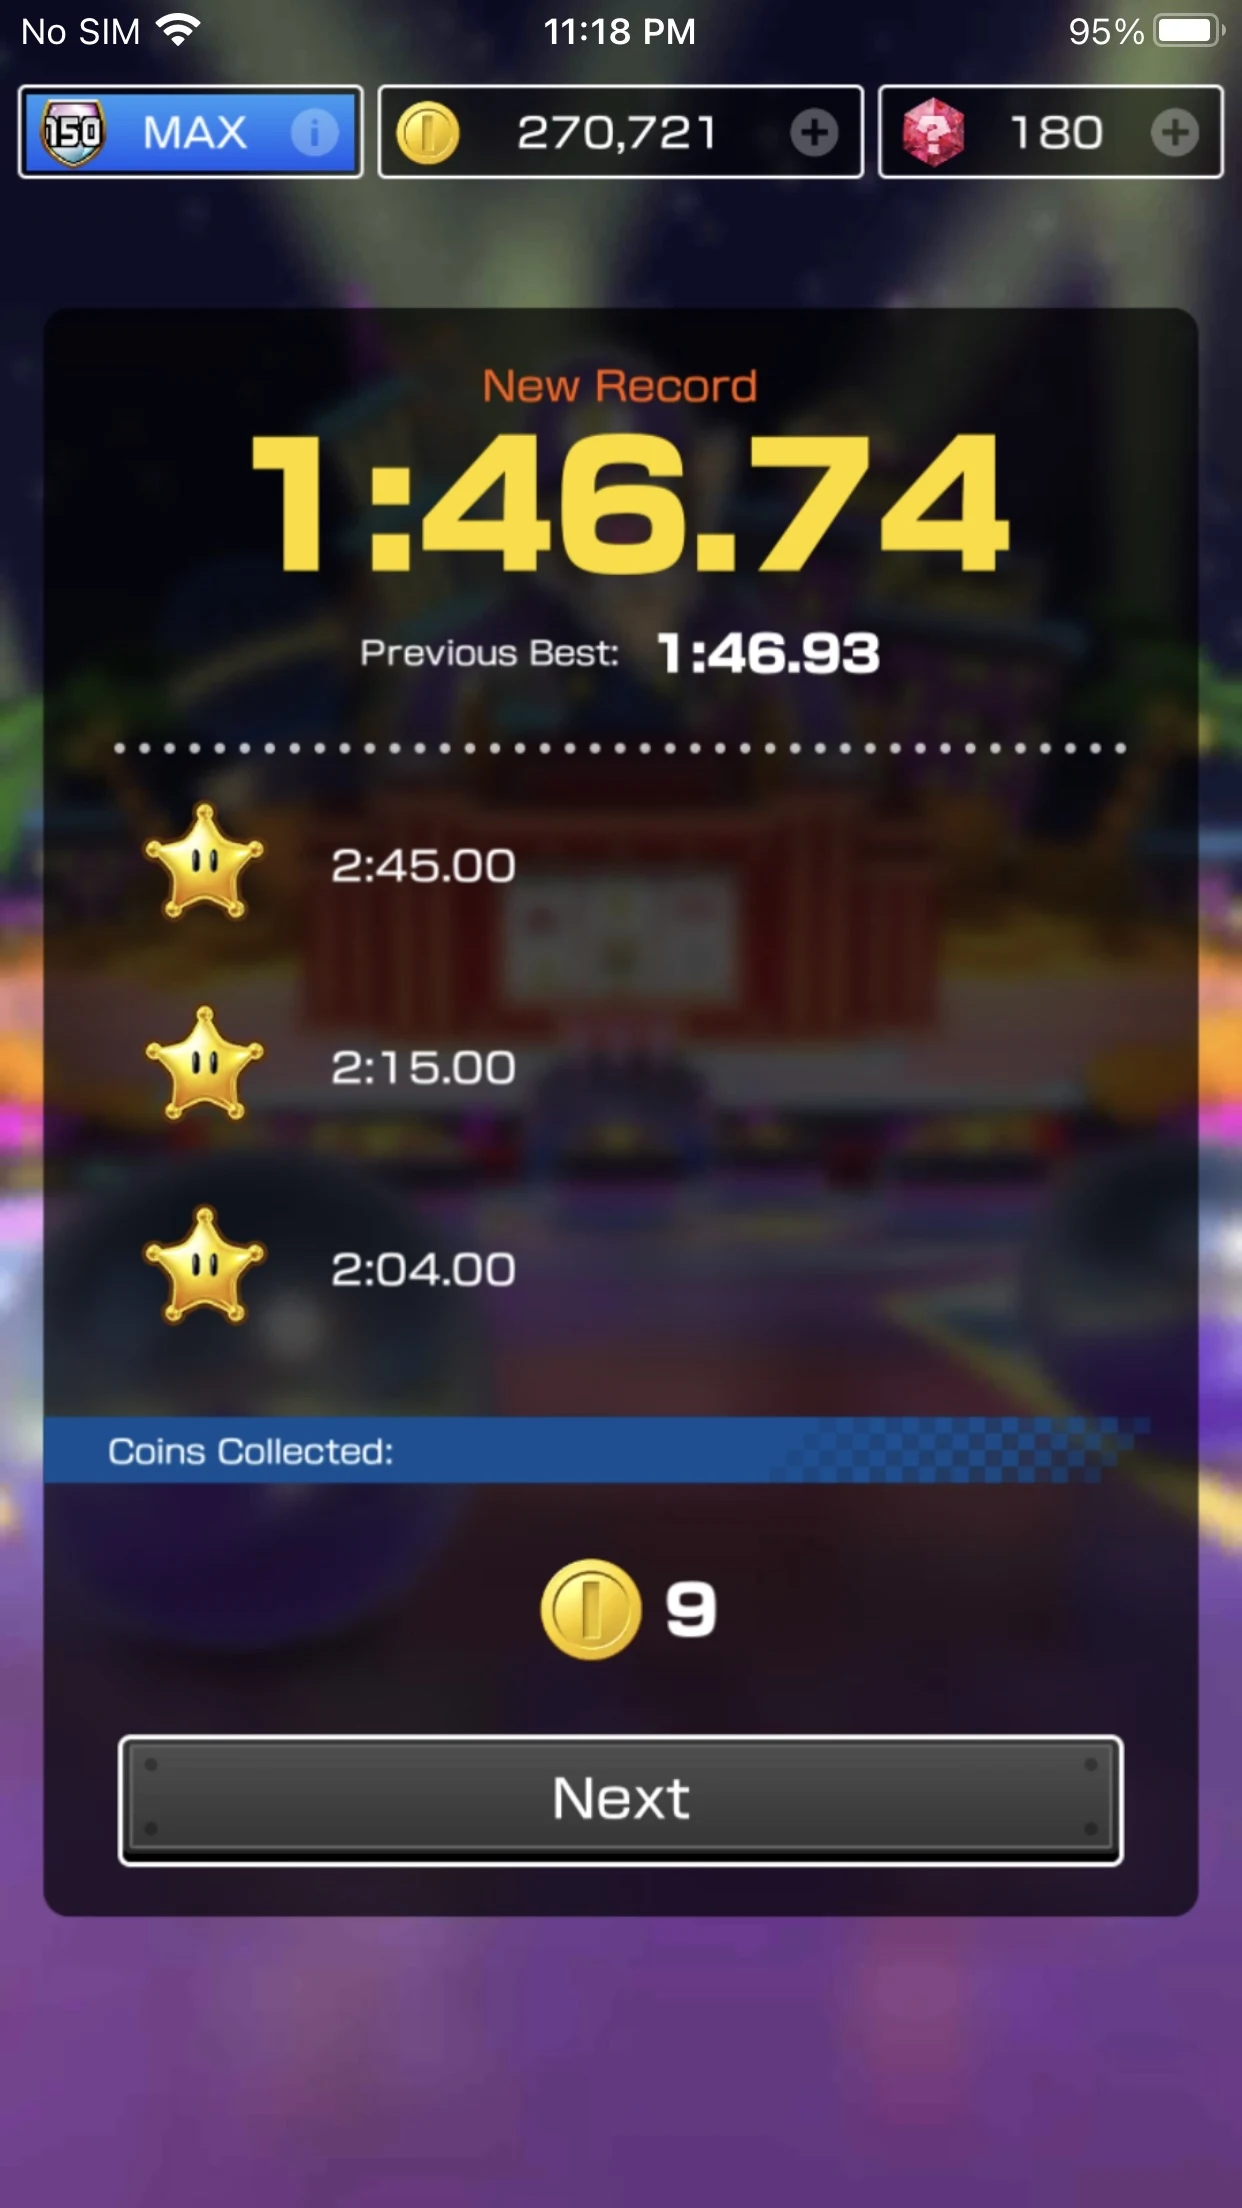 No SIM 11:18 PM 95%
150 MAX i 270,721 + ? 180 +
New Record
1:46.74
Previous Best: 1:46.93
2:45.00
2:15.00
2:04.00
Coins Collected:
9
Next